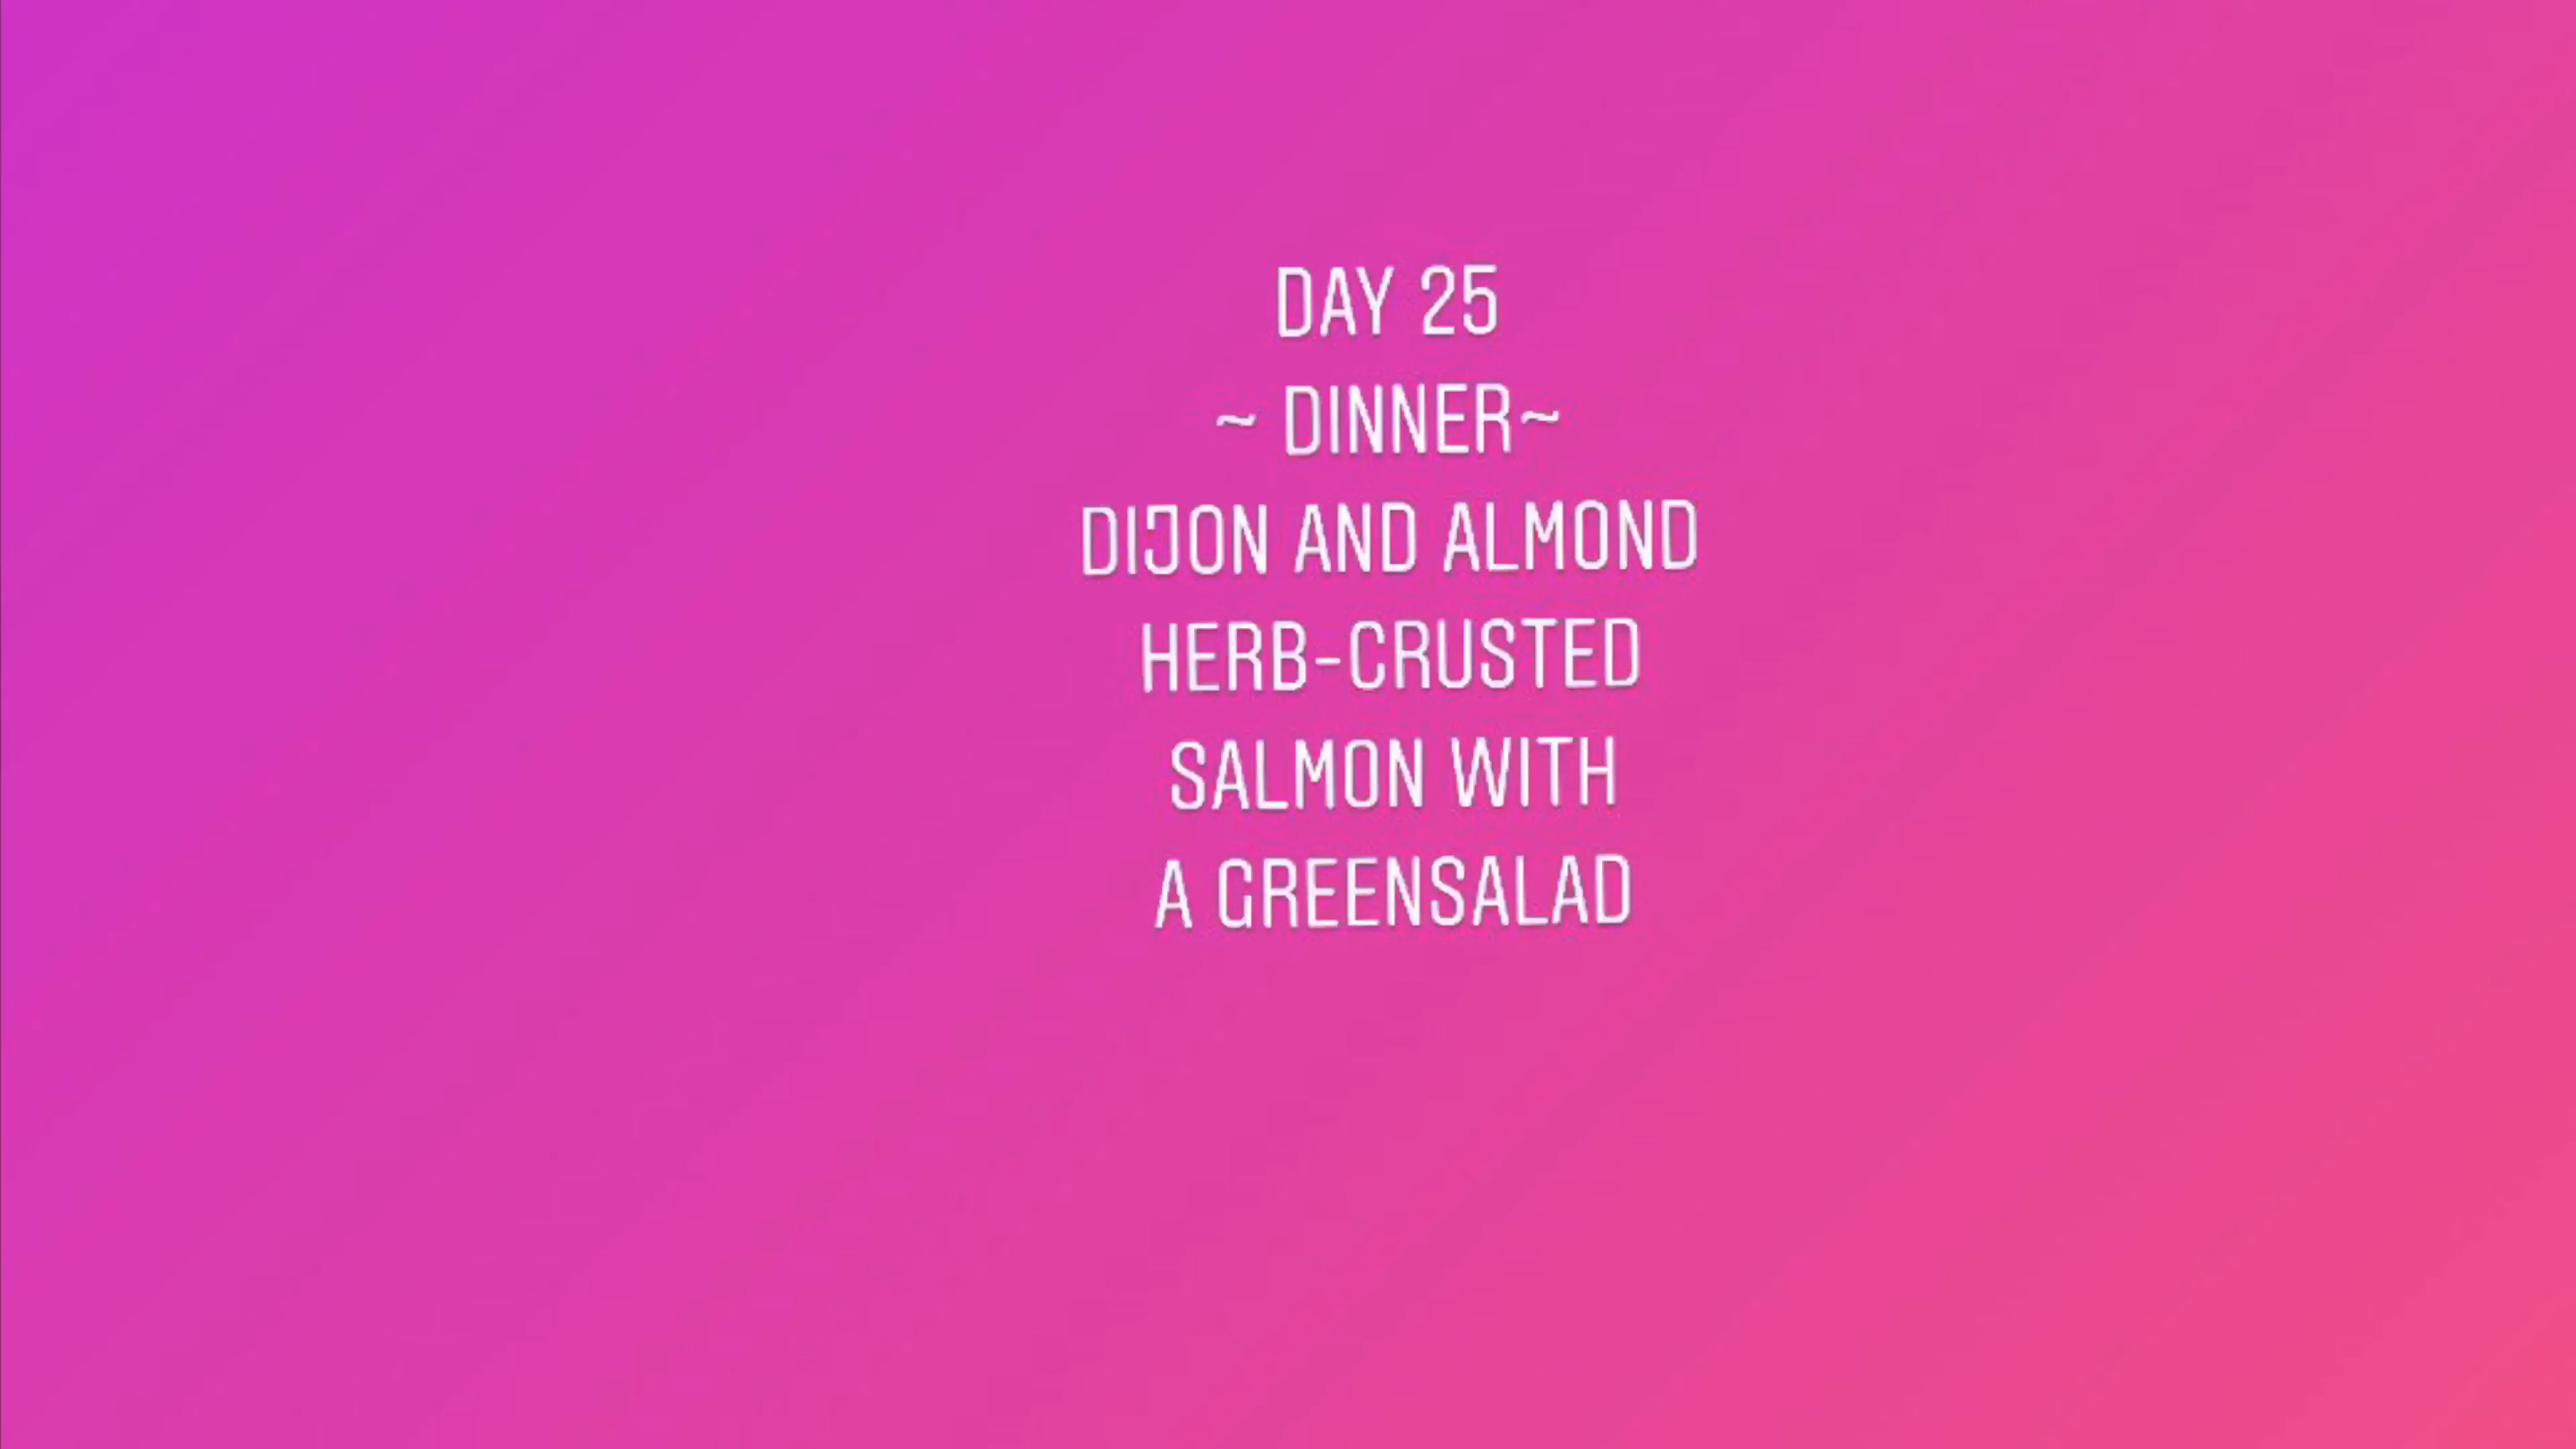 DAY 25
~ DINNER~
DIJON AND ALMOND
HERB-CRUSTED
SALMON WITH
A GREENSALAD